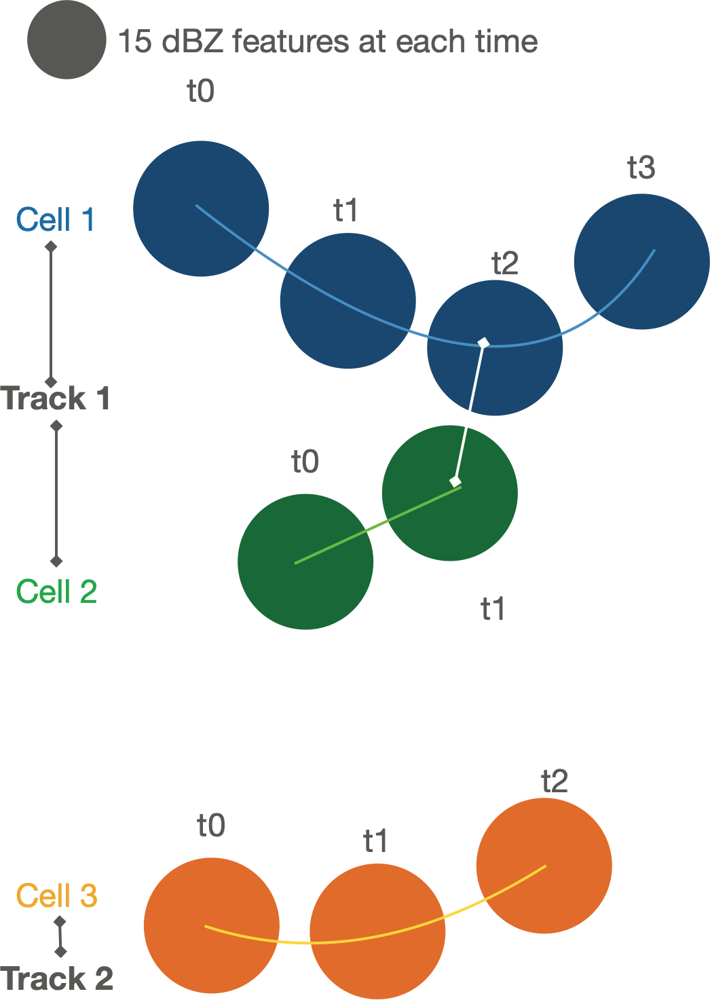 15 dBZ features at each time
t0
t3
t1
Cell 1
t2
Track 1
t0
Cell 2
t1
t2
t0
t1
Cell 3
Track 2